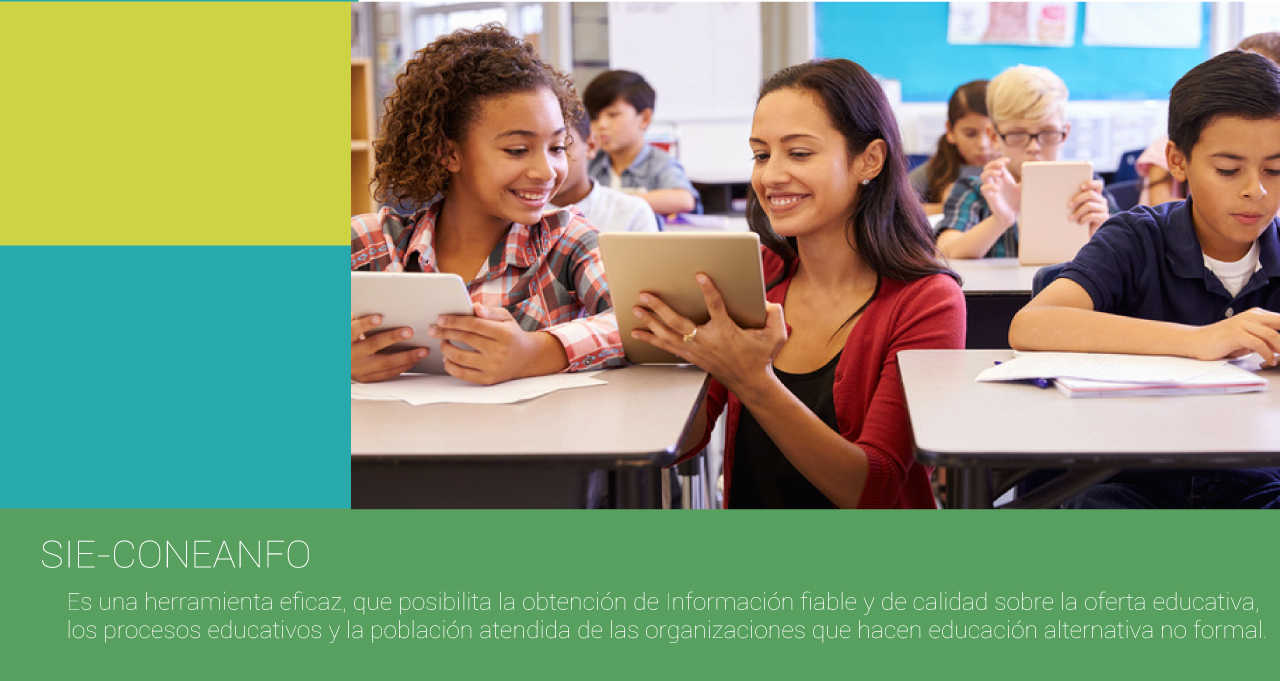 SIE-CONEANFO
Es una herramienta eficaz, que posibilita la obtención de Información fiable y de calidad sobre la oferta educativa,
los procesos educativos y la población atendida de las organizaciones que hacen educación alternativa no formal.